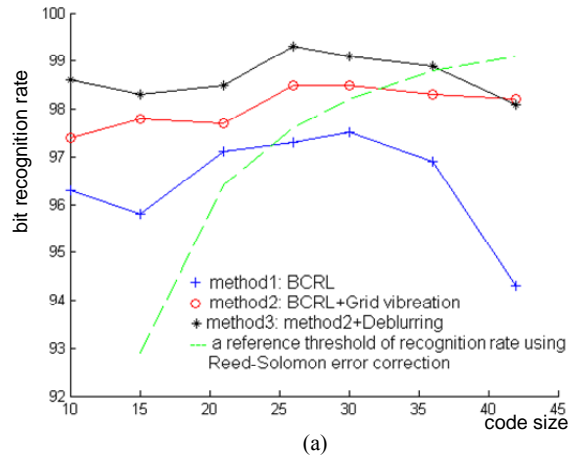 100
99
98
97
96
95
94
93
92
bit recognition rate
method1: BCRL
method2: BCRL+Grid vibreation
method3: method2+Deblurring
a reference threshold of recognition rate using
Reed-Solomon error correction
10 15 20 25 30 35 40 45
code size
(a)